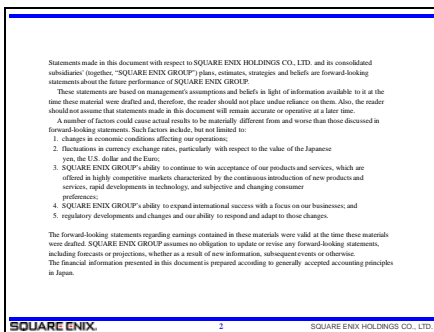 Statements made in this document with respect to SQUARE ENIX HOLDINGS CO., LTD. and its consolidated
subsidiaries' (together, “SQUARE ENIX GROUP”) plans, estimates, strategies and beliefs are forward-looking
statements about the future performance of SQUARE ENIX GROUP.
These statements are based on management's assumptions and beliefs in light of information available to it at the
time these material were drafted and, therefore, the reader should not place undue reliance on them. Also, the reader
should not assume that statements made in this document will remain accurate or operative at a later time.
A number of factors could cause actual results to be materially different from and worse than those discussed in
forward-looking statements. Such factors include, but not limited to:
1. changes in economic conditions affecting our operations;
2. fluctuations in currency exchange rates, particularly with respect to the value of the Japanese
yen, the U.S. dollar and the Euro;
3. SQUARE ENIX GROUP's ability to continue to win acceptance of our products and services, which are
offered in highly competitive markets characterized by the continuous introduction of new products and
services, rapid developments in technology, and subjective and changing consumer
preferences;
4. SQUARE ENIX GROUP's ability to expand international success with a focus on our businesses; and
5. regulatory developments and changes and our ability to respond and adapt to those changes.
The forward-looking statements regarding earnings contained in these materials were valid at the time these materials
were drafted. SQUARE ENIX GROUP assumes no obligation to update or revise any forward-looking statements,
including forecasts or projections, whether as a result of new information, subsequent events or otherwise.
The financial information presented in this document is prepared according to generally accepted accounting principles
in Japan.
SQUARE ENIX.
2
SQUARE ENIX HOLDINGS CO., LTD.